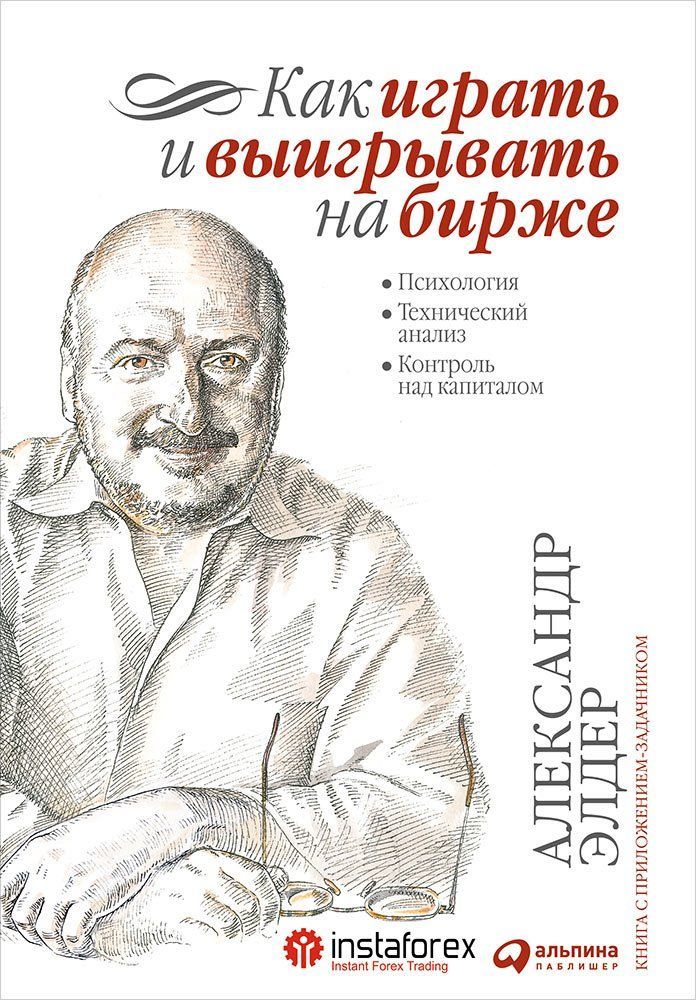 Как играть
и выигрывать
на бирже
• Психология
• Технический
анализ
• Контроль
над капиталом
АЛЕКСАНДР
ЭЛДЕР
КНИГА С ПРИЛОЖЕНИЕМ-ЗАДАЧНИКОМ
instaforex
Instant Forex Trading
альпина
ПАБЛИШЕР